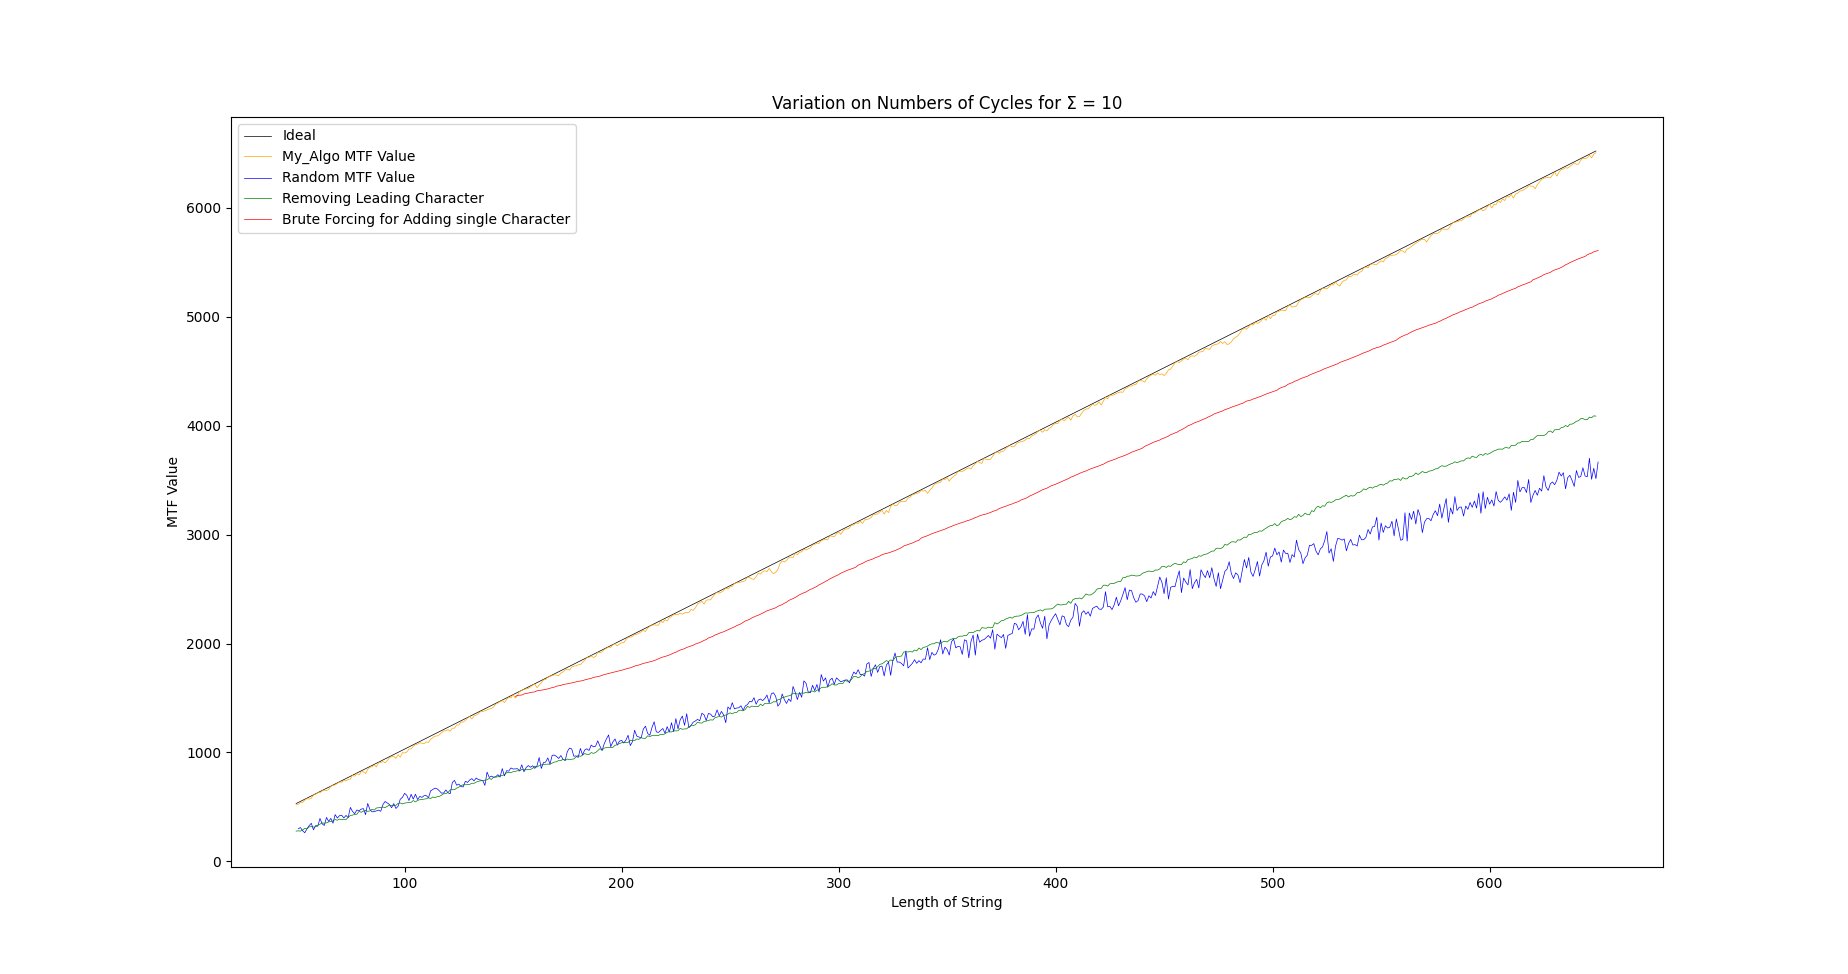 Variation on Numbers of Cycles for Σ = 10
Ideal
My_Algo MTF Value
Random MTF Value
Removing Leading Character
Brute Forcing for Adding single Character
MTF Value
6000
5000
4000
3000
2000
1000
0
100 200 300 400 500 600
Length of String